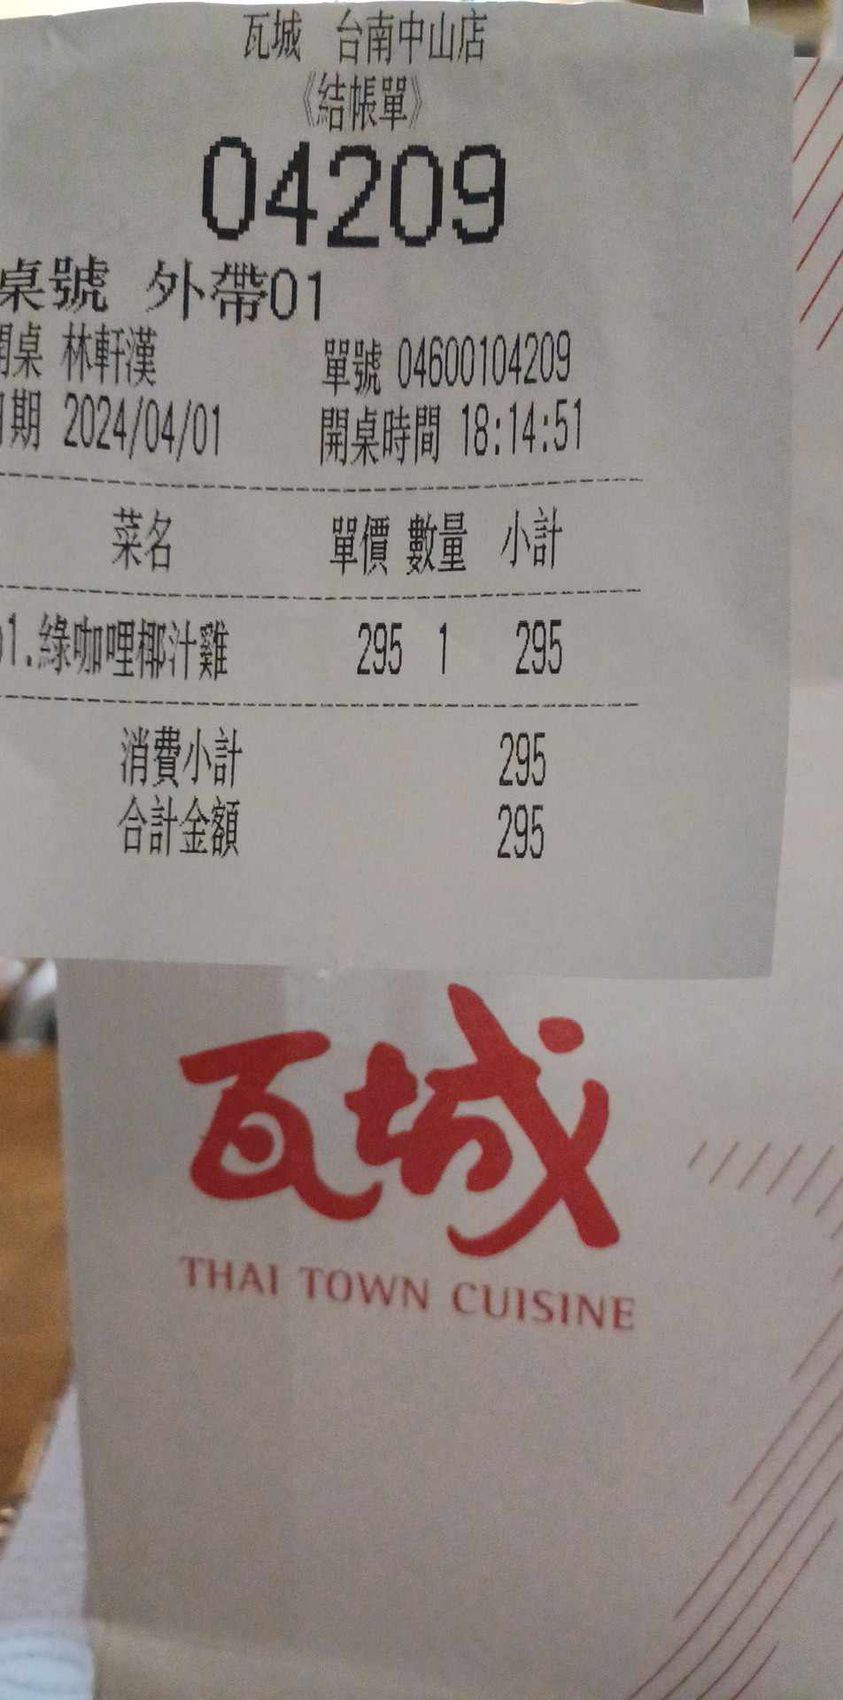 瓦城 台南中山店
《結帳單》
04209
桌號 外帶01
開桌 林軒漢 單號 04600104209
日期 2024/04/01 開桌時間 18:14:51
菜名 單價 數量 小計
01.綠咖哩椰汁雞 295 1 295
消費小計 295
合計金額 295
瓦城
THAI TOWN CUISINE